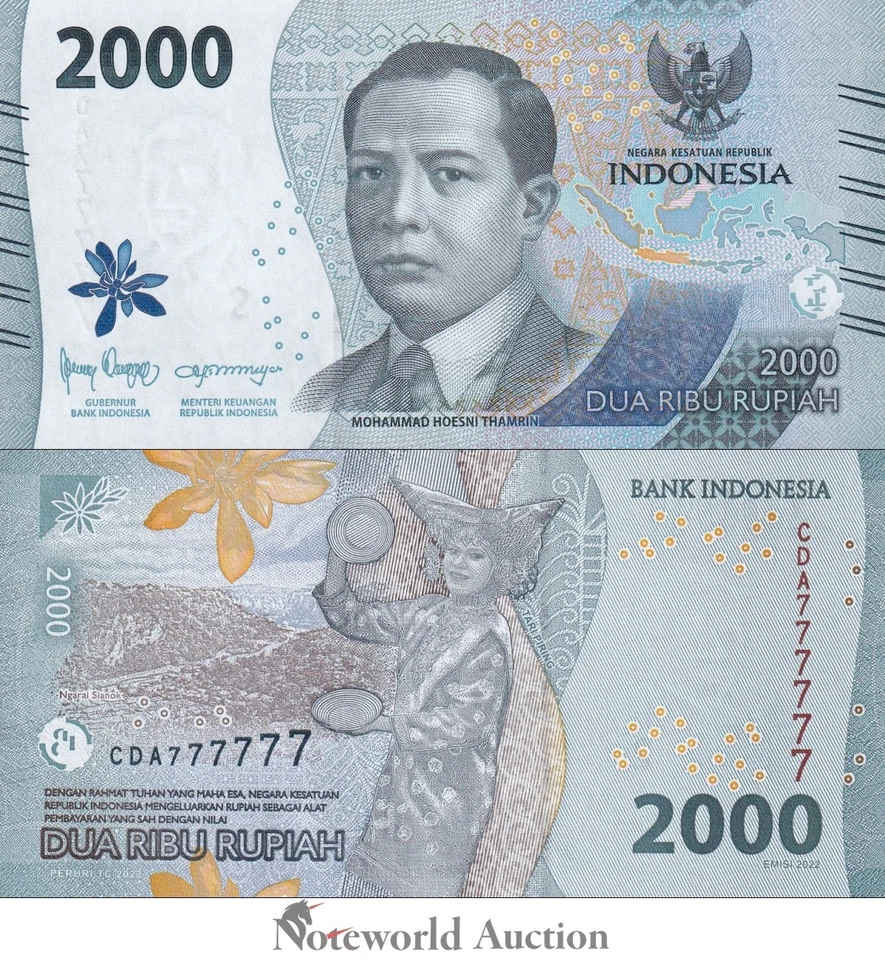 2000
NEGARA KESATUAN REPUBLIK
INDONESIA
GUBERNUR
BANK INDONESIA
MENTERI KEUANGAN
REPUBLIK INDONESIA
MOHAMMAD HOESNI THAMRIN
2000
DUA RIBU RUPIAH
BANK INDONESIA
CDA777777
2000
TARI PIRING
Ngarai Sianok
CDA777777
DENGAN RAHMAT TUHAN YANG MAHA ESA, NEGARA KESATUAN
REPUBLIK INDONESIA MENGELUARKAN RUPIAH SEBAGAI ALAT
PEMBAYARAN YANG SAH DENGAN NILAI
DUA RIBU RUPIAH
PERURI TC 2023
2000
EMISI 2022
Noteworld Auction